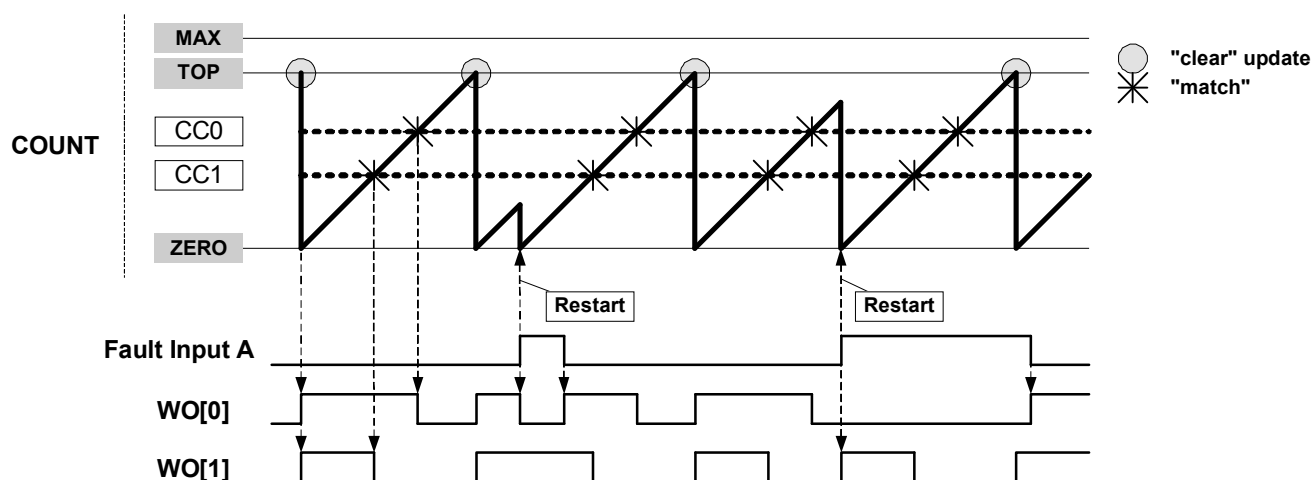 MAX
TOP
"clear" update
"match"
COUNT
CC0
CC1
ZERO
Restart
Restart
Fault Input A
WO[0]
WO[1]